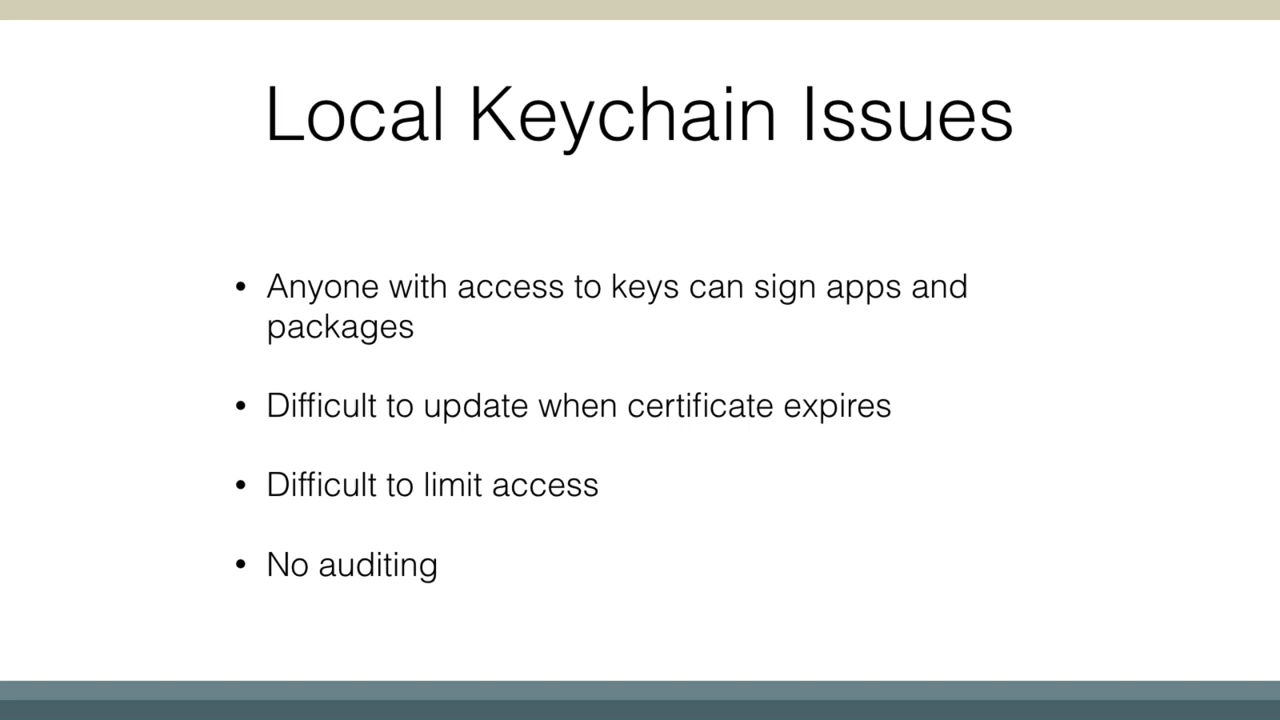 Local Keychain Issues
• Anyone with access to keys can sign apps and
packages
• Difficult to update when certificate expires
• Difficult to limit access
• No auditing